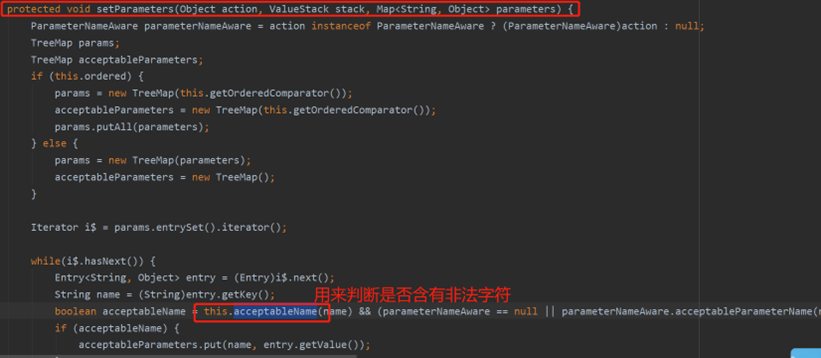 protected void setParameters(Object action, ValueStack stack, Map<String, Object> parameters) {
ParameterNameAware parameterNameAware = action instanceof ParameterNameAware ? (ParameterNameAware)action : null;
TreeMap params;
TreeMap acceptableParameters;
if (this.ordered) {
params = new TreeMap(this.getOrderedComparator());
acceptableParameters = new TreeMap(this.getOrderedComparator());
params.putAll(parameters);
} else {
params = new TreeMap(parameters);
acceptableParameters = new TreeMap();
}
Iterator i$ = params.entrySet().iterator();
while(i$.hasNext()) {
Entry<String, Object> entry = (Entry)i$.next();
String name = (String)entry.getKey();
用来判断是否含有非法字符
boolean acceptableName = this.acceptableName(name) && (parameterNameAware == null || parameterNameAware.acceptableParameterName(
if (acceptableName) {
acceptableParams.put(name, entry.getValue());